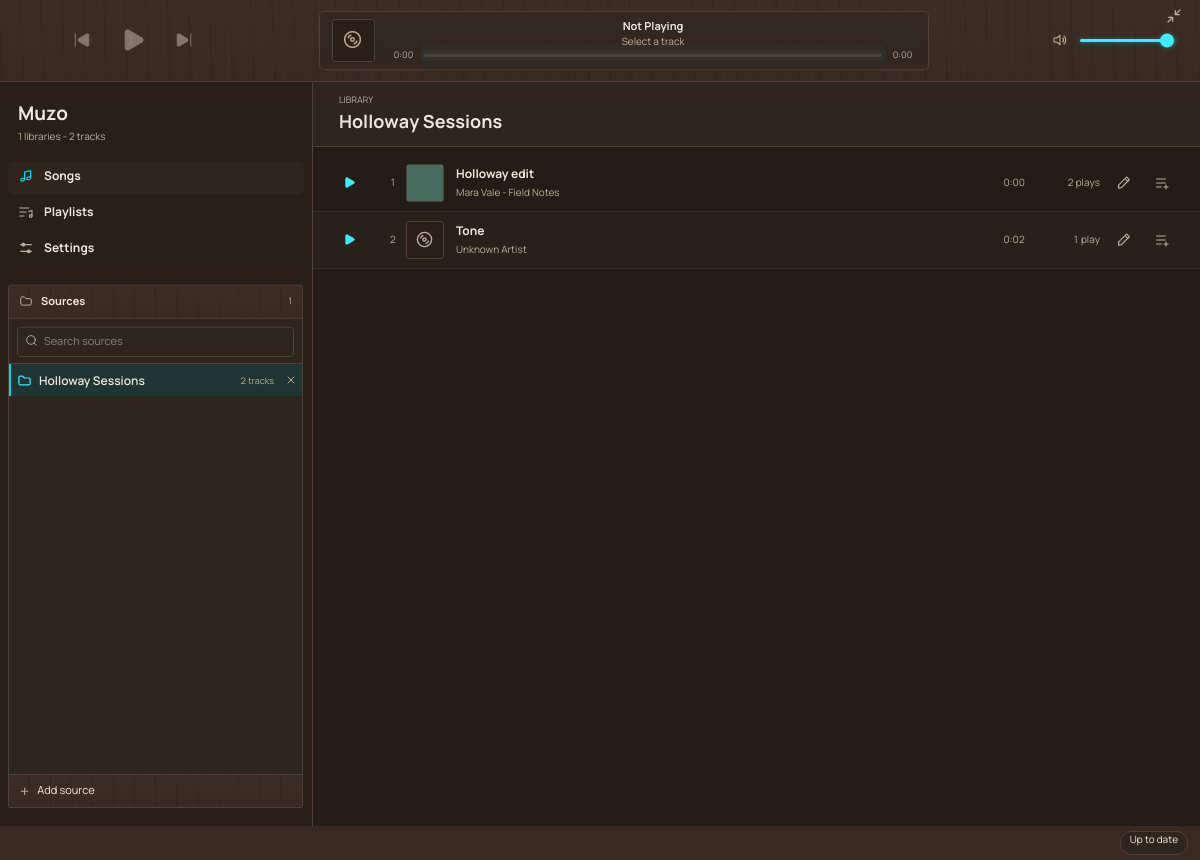 Not Playing
Select a track
0:00
0:00
Muzo
1 libraries - 2 tracks
Songs
Playlists
Settings
Sources
1
Search sources
Holloway Sessions
2 tracks
Add source
LIBRARY
Holloway Sessions
1
Holloway edit
Mara Vale - Field Notes
0:00
2 plays
2
Tone
Unknown Artist
0:02
1 play
Up to date